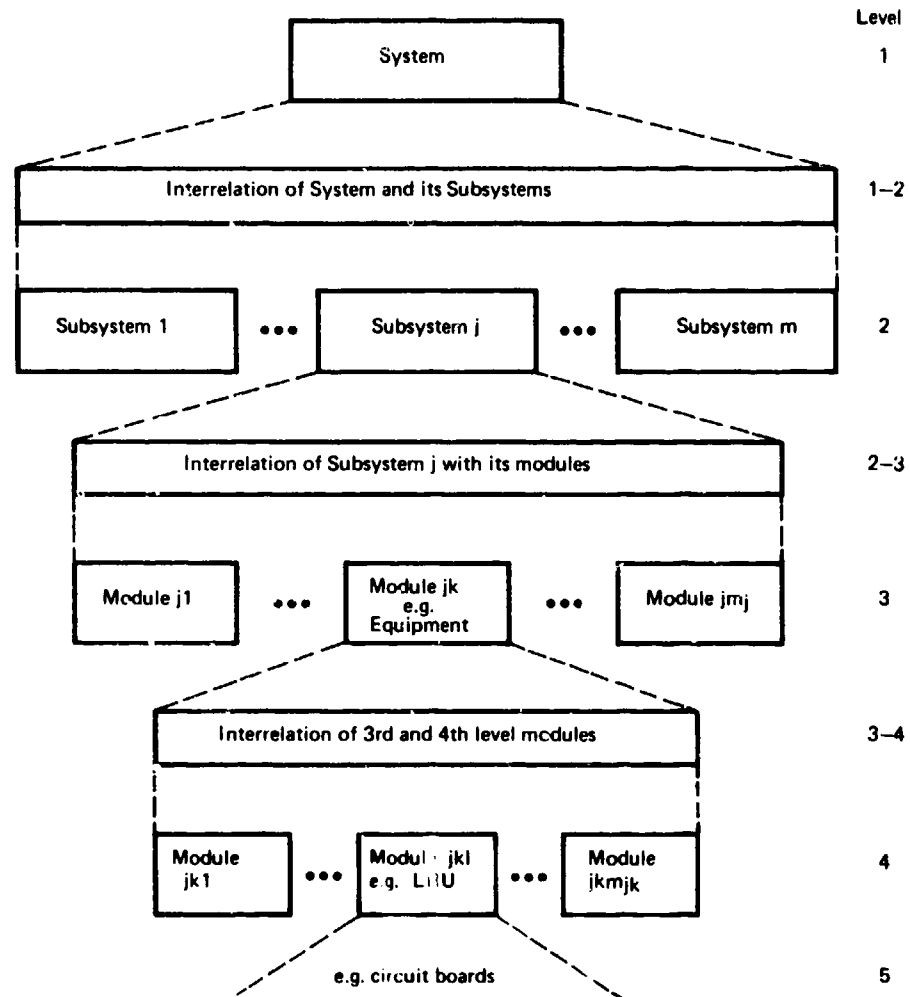 Level
System 1
Interrelation of System and its Subsystems 1–2
Subsystem 1 ••• Subsystem j ••• Subsystem m 2
Interrelation of Subsystem j with its modules 2–3
Module j1 ••• Module jk e.g. Equipment ••• Module jmj 3
Interrelation of 3rd and 4th level modules 3–4
Module jk1 ••• Module jkl e.g. ••• Module jkmjk 4
e.g. circuit boards 5